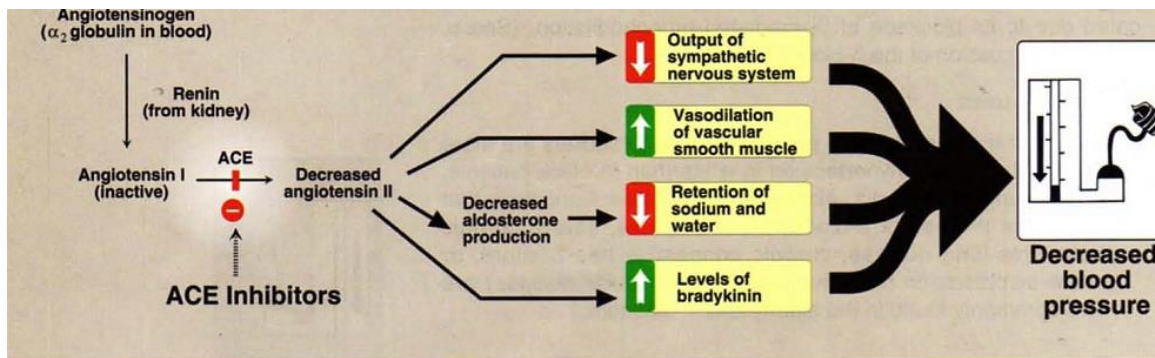 Angiotensinogen
(α₂ globulin in blood)
Renin
(from kidney)
Angiotensin I
(inactive)
ACE
Decreased
angiotensin II
ACE Inhibitors
Decreased
aldosterone
production
Output of
sympathetic
nervous system
Vasodilation
of vascular
smooth muscle
Retention of
sodium and
water
Levels of
bradykinin
Decreased
blood
pressure